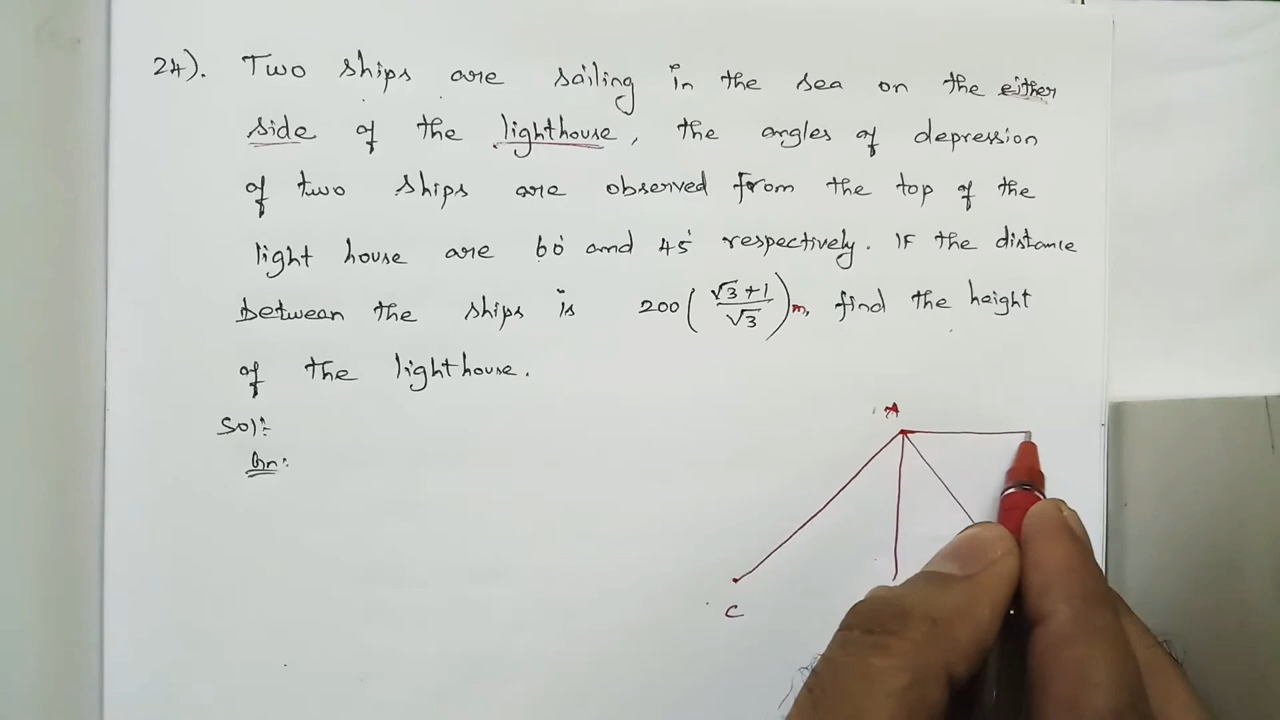 24). Two ships are sailing in the sea on the either
side of the lighthouse, the angles of depression
of two ships are observed from the top of the
light house are 60° and 45° respectively. IF the distance
between the ships is 200 (√3+1/√3)m, find the height
of the lighthouse.
Sol:-
Gn:
A
C